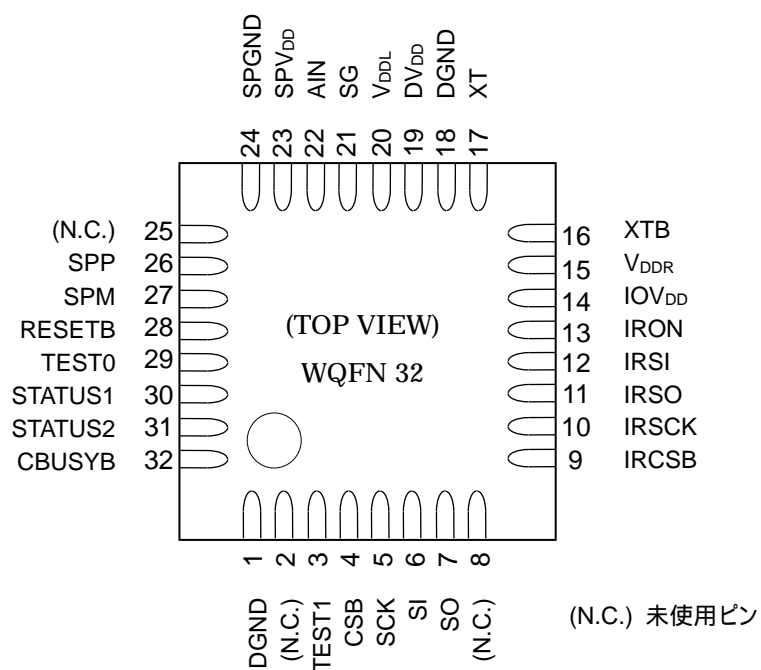 SPGND
SPVDD
AIN
SG
VDDL
DVDD
DGND
XT
24
23
22
21
20
19
18
17
(N.C.) 25
SPP 26
SPM 27
RESETB 28
TEST0 29
STATUS1 30
STATUS2 31
CBUSYB 32
(TOP VIEW)
WQFN 32
16 XTB
15 VDDR
14 IOVDD
13 IRON
12 IRSI
11 IRSO
10 IRSCK
9 IRCSB
1
2
3
4
5
6
7
8
DGND
(N.C.)
TEST1
CSB
SCK
SI
SO
(N.C.)
(N.C.) 未使用ピン